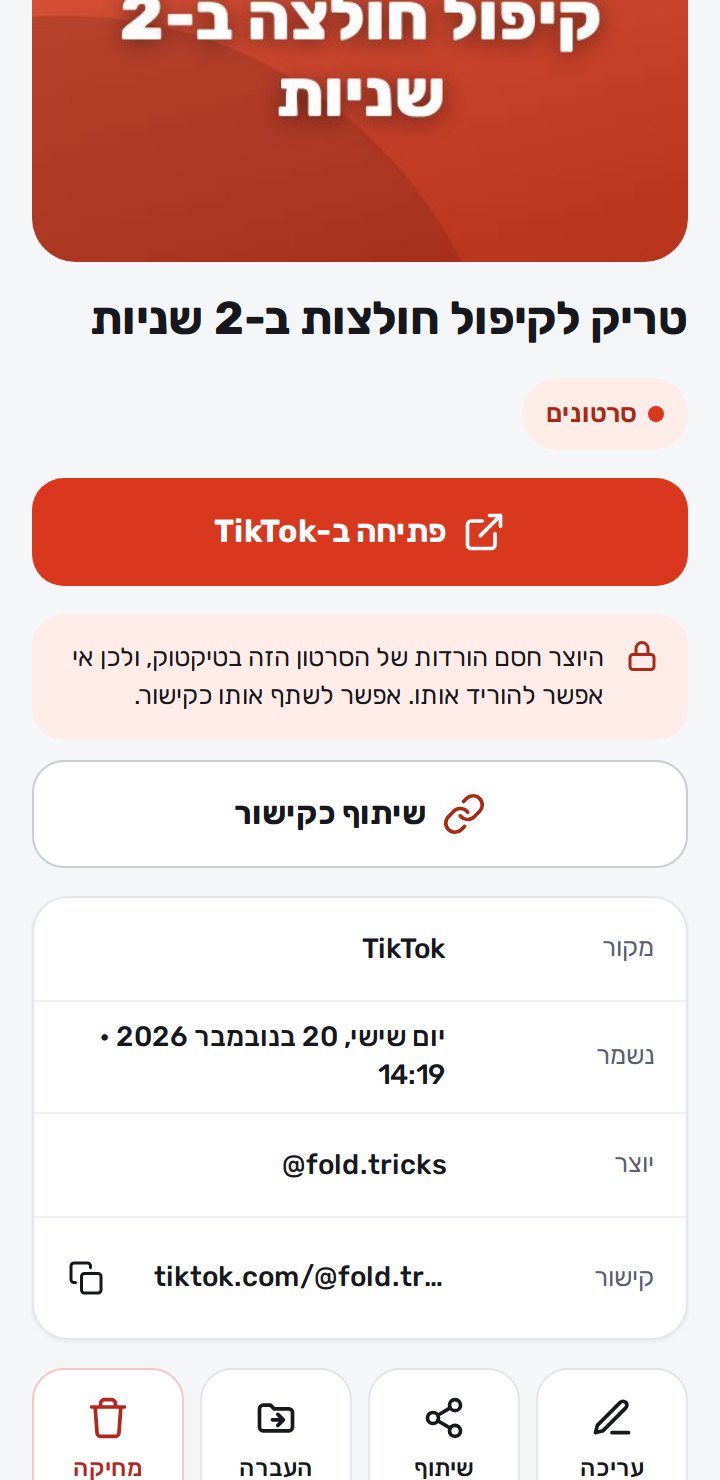 קיפול חולצה ב-2
שניות
טריק לקיפול חולצות ב-2 שניות
סרטונים
פתיחה ב-TikTok
היוצר חסם הורדות של הסרטון הזה בטיקטוק, ולכן אי
אפשר להוריד אותו. אפשר לשתף אותו כקישור.
שיתוף כקישור
מקור
TikTok
נשמר
יום שישי, 20 בנובמבר 2026 •
14:19
יוצר
@fold.tricks
קישור
tiktok.com/@fold.tr…
עריכה
שיתוף
העברה
מחיקה